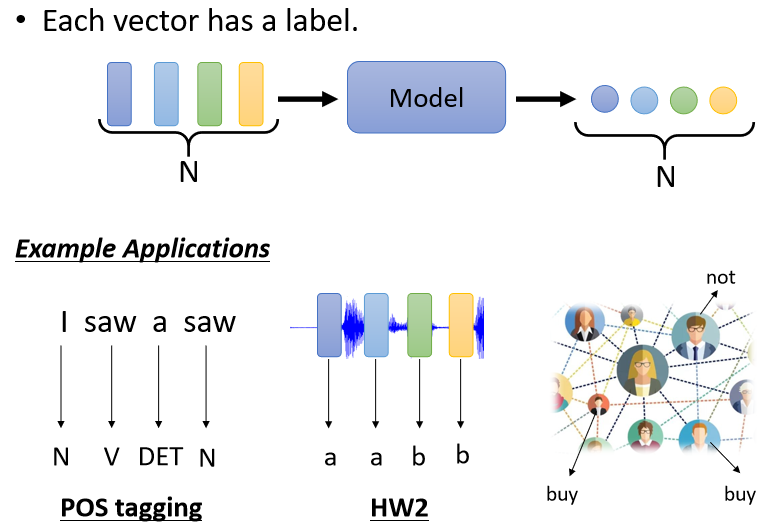 • Each vector has a label.
Model
N
N
Example Applications
I saw a saw
N V DET N
POS tagging
a a b b
HW2
not
buy
buy